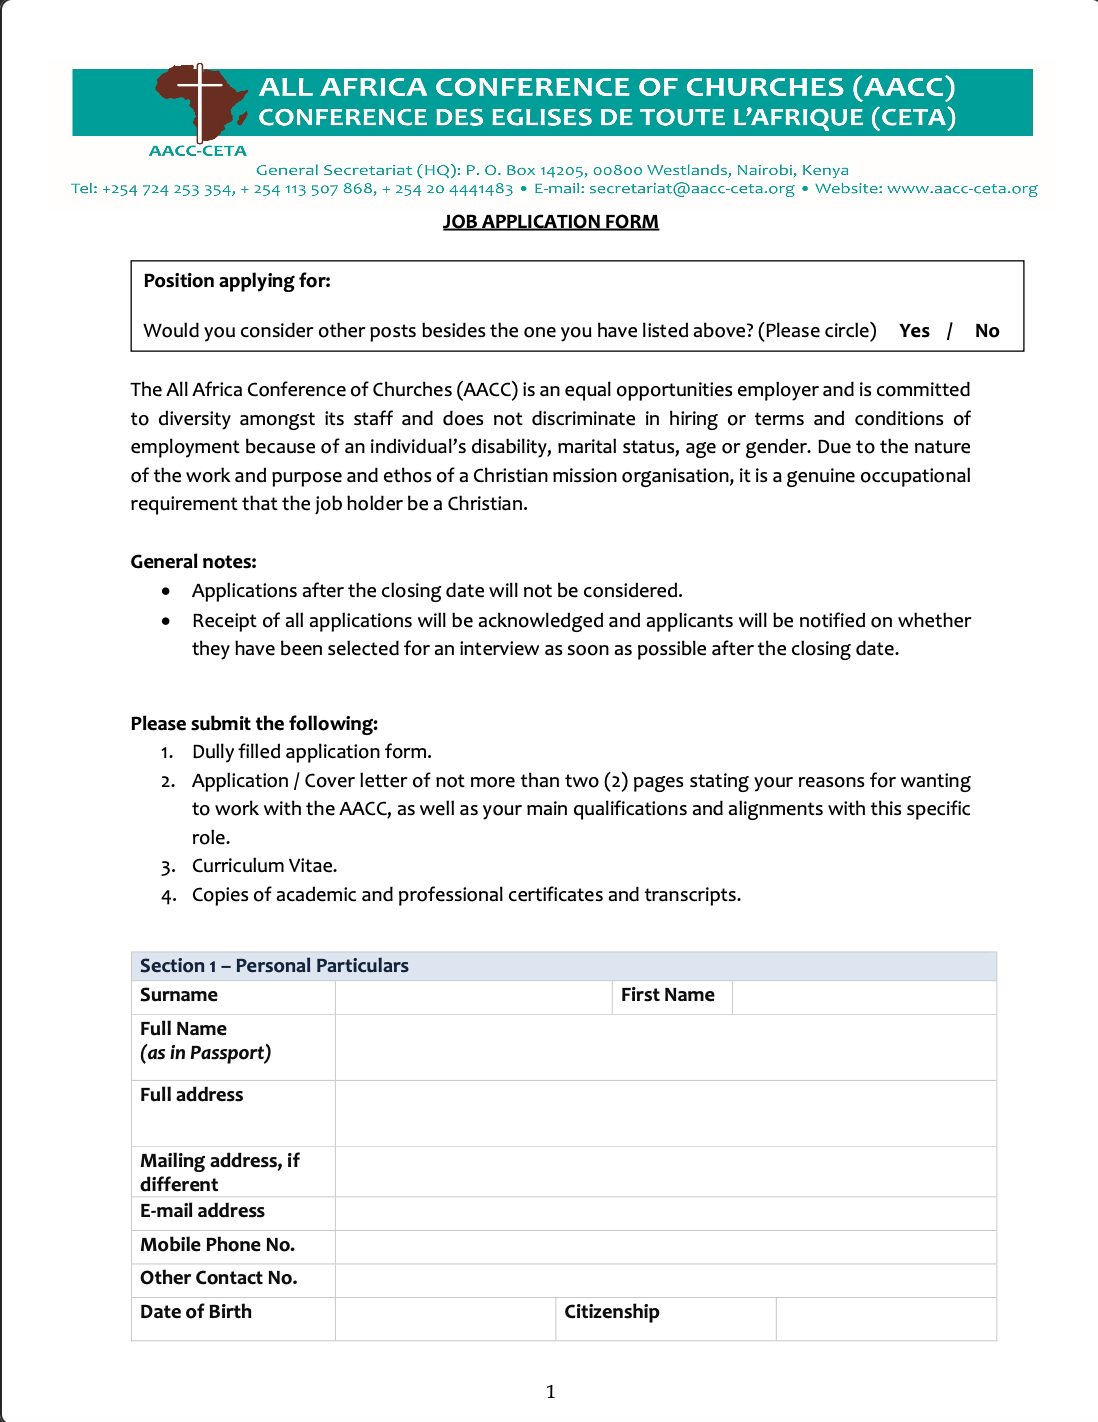 ALL AFRICA CONFERENCE OF CHURCHES (AACC)
CONFERENCE DES EGLISES DE TOUTE L’AFRIQUE (CETA)
AACC-CETA
General Secretariat (HQ): P. O. Box 14205, 00800 Westlands, Nairobi, Kenya
Tel: +254 724 253 354, + 254 113 507 868, + 254 20 4441483 • E-mail: secretariat@aacc-ceta.org • Website: www.aacc-ceta.org
JOB APPLICATION FORM
Position applying for:
Would you consider other posts besides the one you have listed above? (Please circle) Yes / No
The All Africa Conference of Churches (AACC) is an equal opportunities employer and is committed
to diversity amongst its staff and does not discriminate in hiring or terms and conditions of
employment because of an individual’s disability, marital status, age or gender. Due to the nature
of the work and purpose and ethos of a Christian mission organisation, it is a genuine occupational
requirement that the job holder be a Christian.
General notes:
• Applications after the closing date will not be considered.
• Receipt of all applications will be acknowledged and applicants will be notified on whether
they have been selected for an interview as soon as possible after the closing date.
Please submit the following:
1. Dully filled application form.
2. Application / Cover letter of not more than two (2) pages stating your reasons for wanting
to work with the AACC, as well as your main qualifications and alignments with this specific
role.
3. Curriculum Vitae.
4. Copies of academic and professional certificates and transcripts.
Section 1 – Personal Particulars
Surname First Name
Full Name
(as in Passport)
Full address
Mailing address, if
different
E-mail address
Mobile Phone No.
Other Contact No.
Date of Birth Citizenship
1